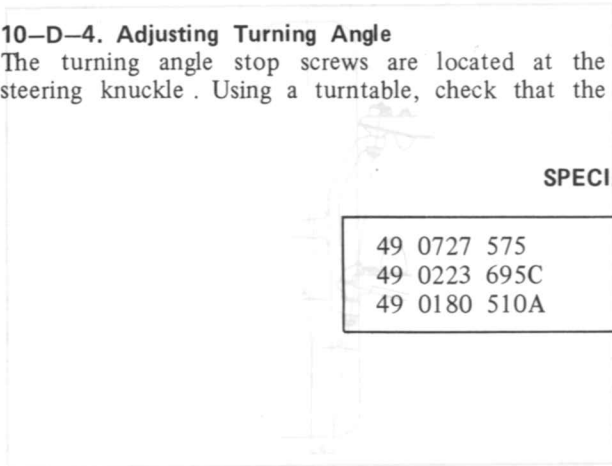 10–D–4. Adjusting Turning Angle
The turning angle stop screws are located at the
steering knuckle . Using a turntable, check that the
SPECI
49 0727 575
49 0223 695C
49 0180 510A